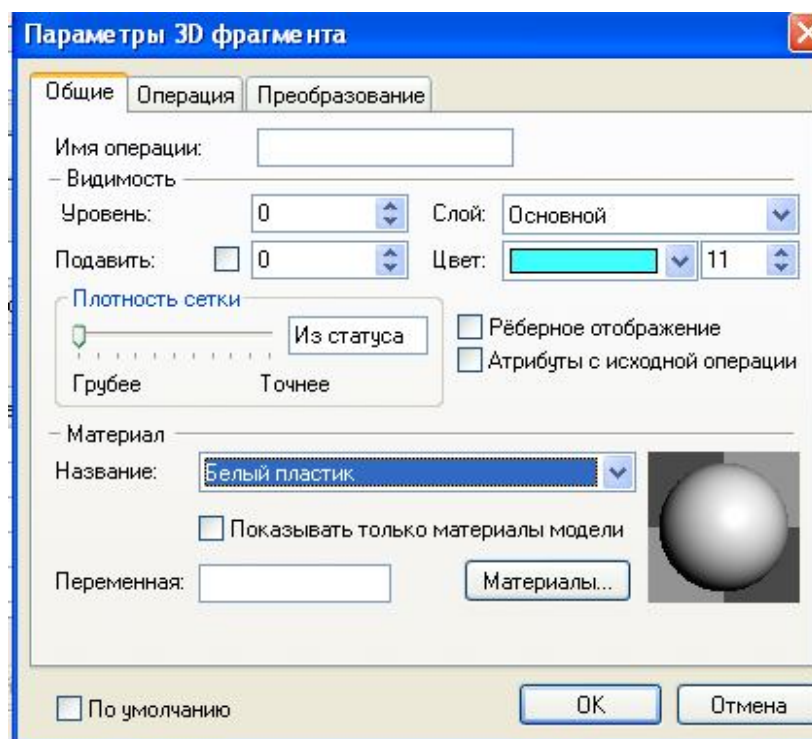 Параметры 3D фрагмента
Общие Операция Преобразование
Имя операции:
Видимость
Уровень: 0 Слой: Основной
Подавить: 0 Цвет: 11
Плотность сетки
Из статуса
Грубее Точнее
Рёберное отображение
Атрибуты с исходной операции
Материал
Название: Белый пластик
Показывать только материалы модели
Переменная: Материалы...
По умолчанию OK Отмена